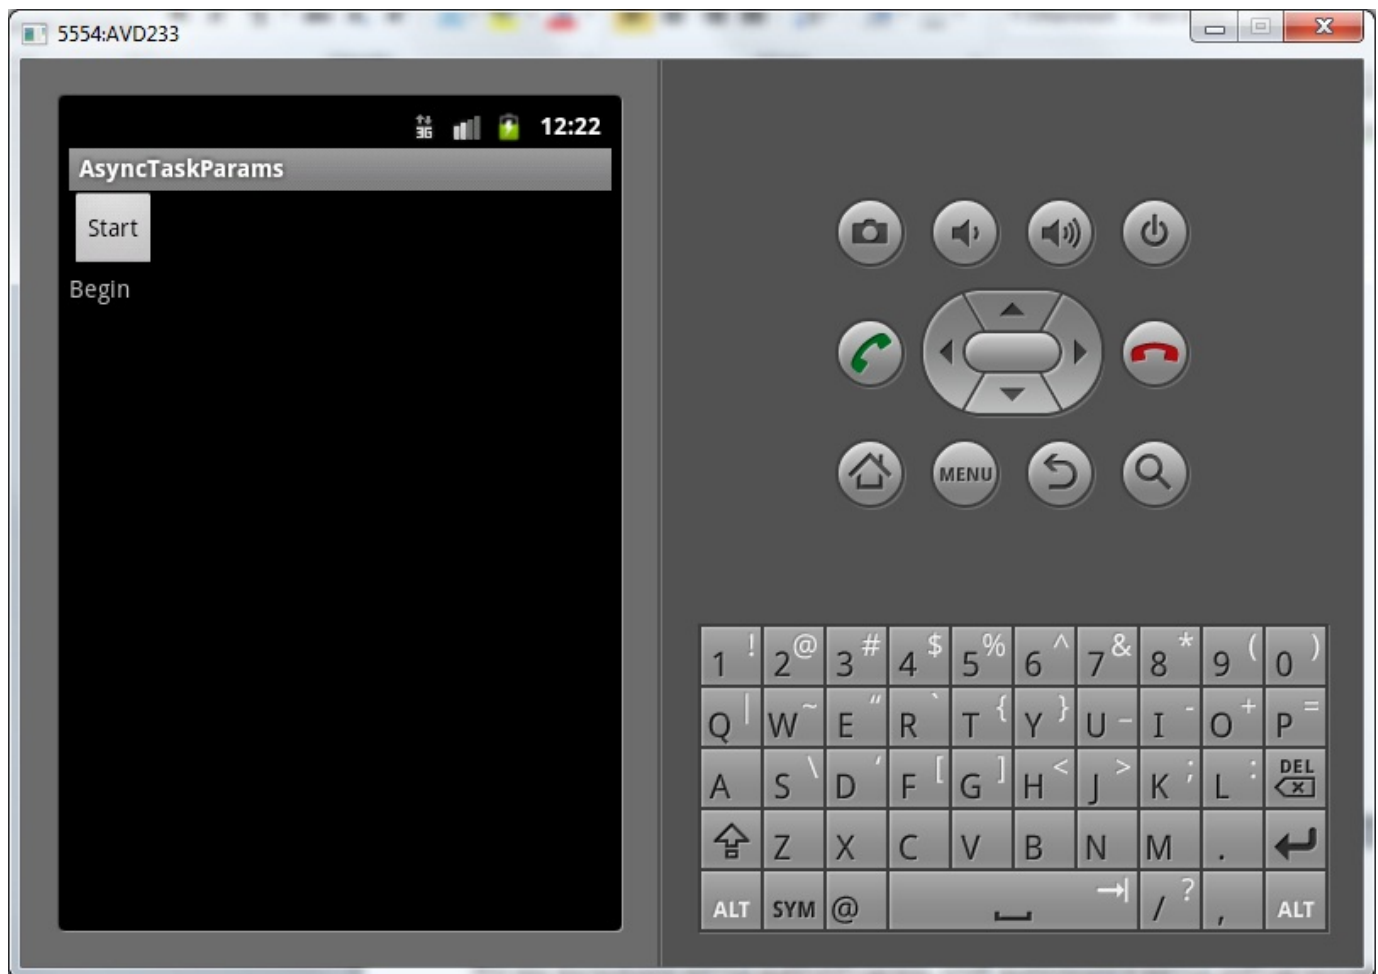 5554:AVD233
3G 12:22
AsyncTaskParams
Start
Begin
MENU
1 ! 2 @ 3 # 4 $ 5 % 6 ^ 7 & 8 * 9 ( 0 )
Q | W ~ E " R ` T { Y } U _ I - O + P =
A S \ D ' F [ G ] H < J > K ; L : DEL
Z X C V B N M .
ALT SYM @ / ? , ALT